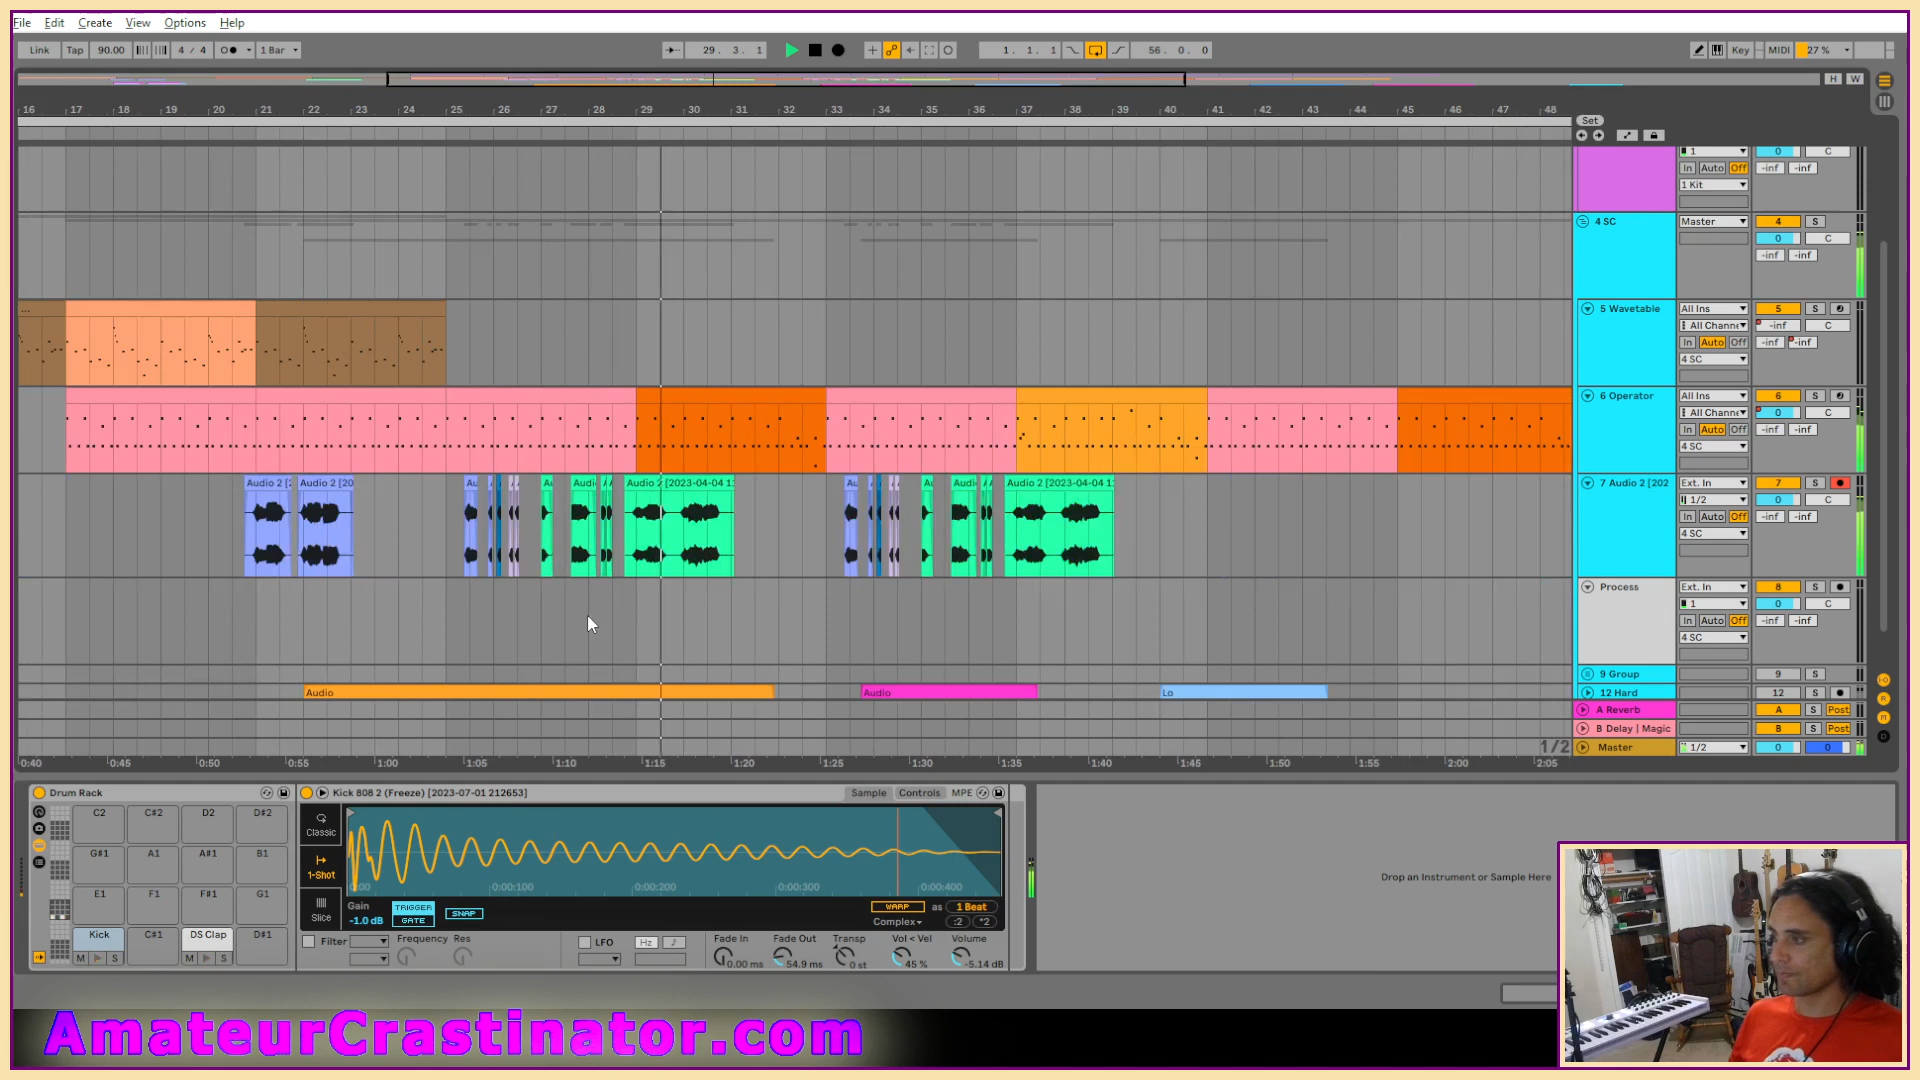 File Edit Create View Options Help
Link Tap 90.00 4 / 4 1 Bar 29. 3. 1 1. 1. 1 56. 0. 0 Key MIDI 27 %
H W
16 17 18 19 20 21 22 23 24 25 26 27 28 29 30 31 32 33 34 35 36 37 38 39 40 41 42 43 44 45 46 47 48
Set
1 0 C
In Auto Off -inf -inf
1 Kit
4 SC Master 4 S
0 C
-inf -inf
... 5 Wavetable All Ins 5 S
All Channe -inf C
In Auto Off -inf -inf
4 SC
6 Operator All Ins 6 S
All Channe 0 C
In Auto Off -inf -inf
4 SC
Audio 2 [2 Audio 2 [20 Au Au Audi Audio 2 [2023-04-04 1 Au Au Audi Audio 2 [2023-04-04 1 7 Audio 2 [202 Ext. In 7 S
1/2 0 C
In Auto Off -inf -inf
4 SC
Process Ext. In 8 S
1 0 C
In Auto Off -inf -inf
4 SC
9 Group 9 S
Audio Audio Lo 12 Hard 12 S
A Reverb A S Post
B Delay | Magic B S Post
1/2 Master 1/2 0 0
0:40 0:45 0:50 0:55 1:00 1:05 1:10 1:15 1:20 1:25 1:30 1:35 1:40 1:45 1:50 1:55 2:00 2:05
Drum Rack Kick 808 2 (Freeze) [2023-07-01 212653] Sample Controls MPE
C2 C#2 D2 D#2
Classic
G#1 A1 A#1 B1
1-Shot
0:00:100 0:00:200 0:00:300 0:00:400
E1 F1 F#1 G1
Slice
Gain TRIGGER WARP as 1 Beat
-1.0 dB GATE SNAP Complex :2 *2
Kick C#1 DS Clap D#1
Filter Frequency Res LFO Hz Fade In Fade Out Transp Vol < Vel Volume
M S M S
0.00 ms 54.9 ms 0 st 45 % -5.14 dB
Drop an Instrument or Sample Here
AmateurCrastinator.com